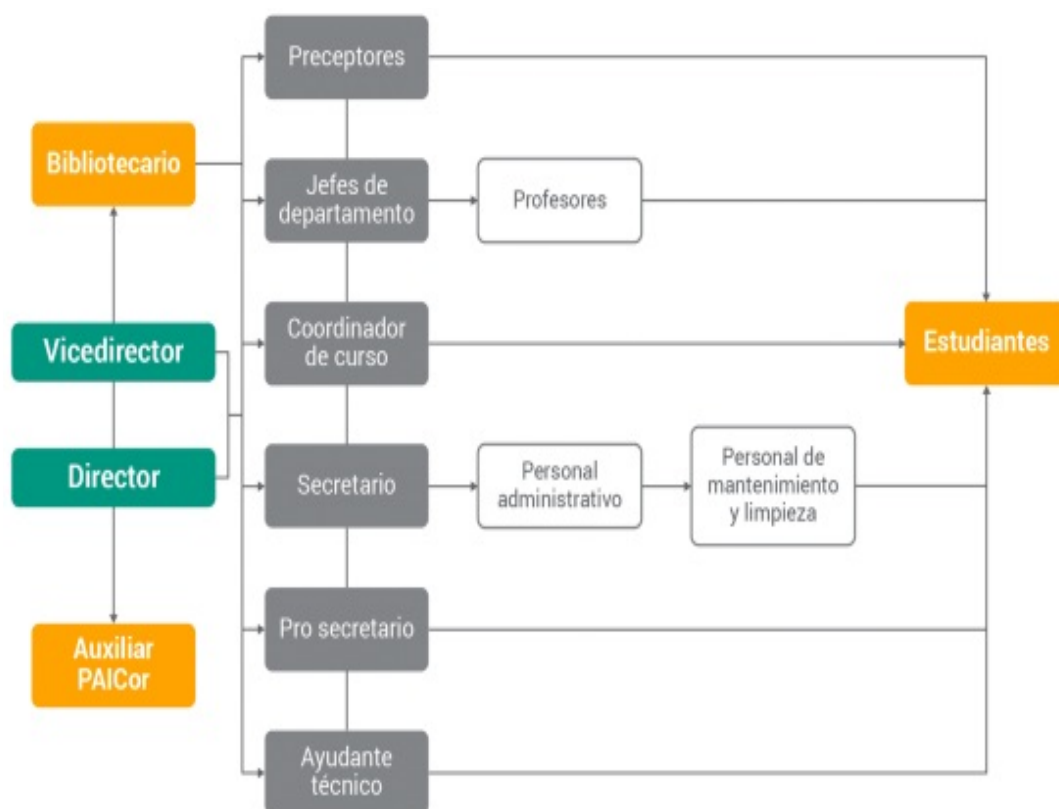 Preceptores
Bibliotecario
Jefes de
departamento
Profesores
Coordinador
de curso
Estudiantes
Vicedirector
Director
Secretario
Personal
administrativo
Personal de
mantenimiento
y limpieza
Pro secretario
Auxiliar
PAICor
Ayudante
técnico